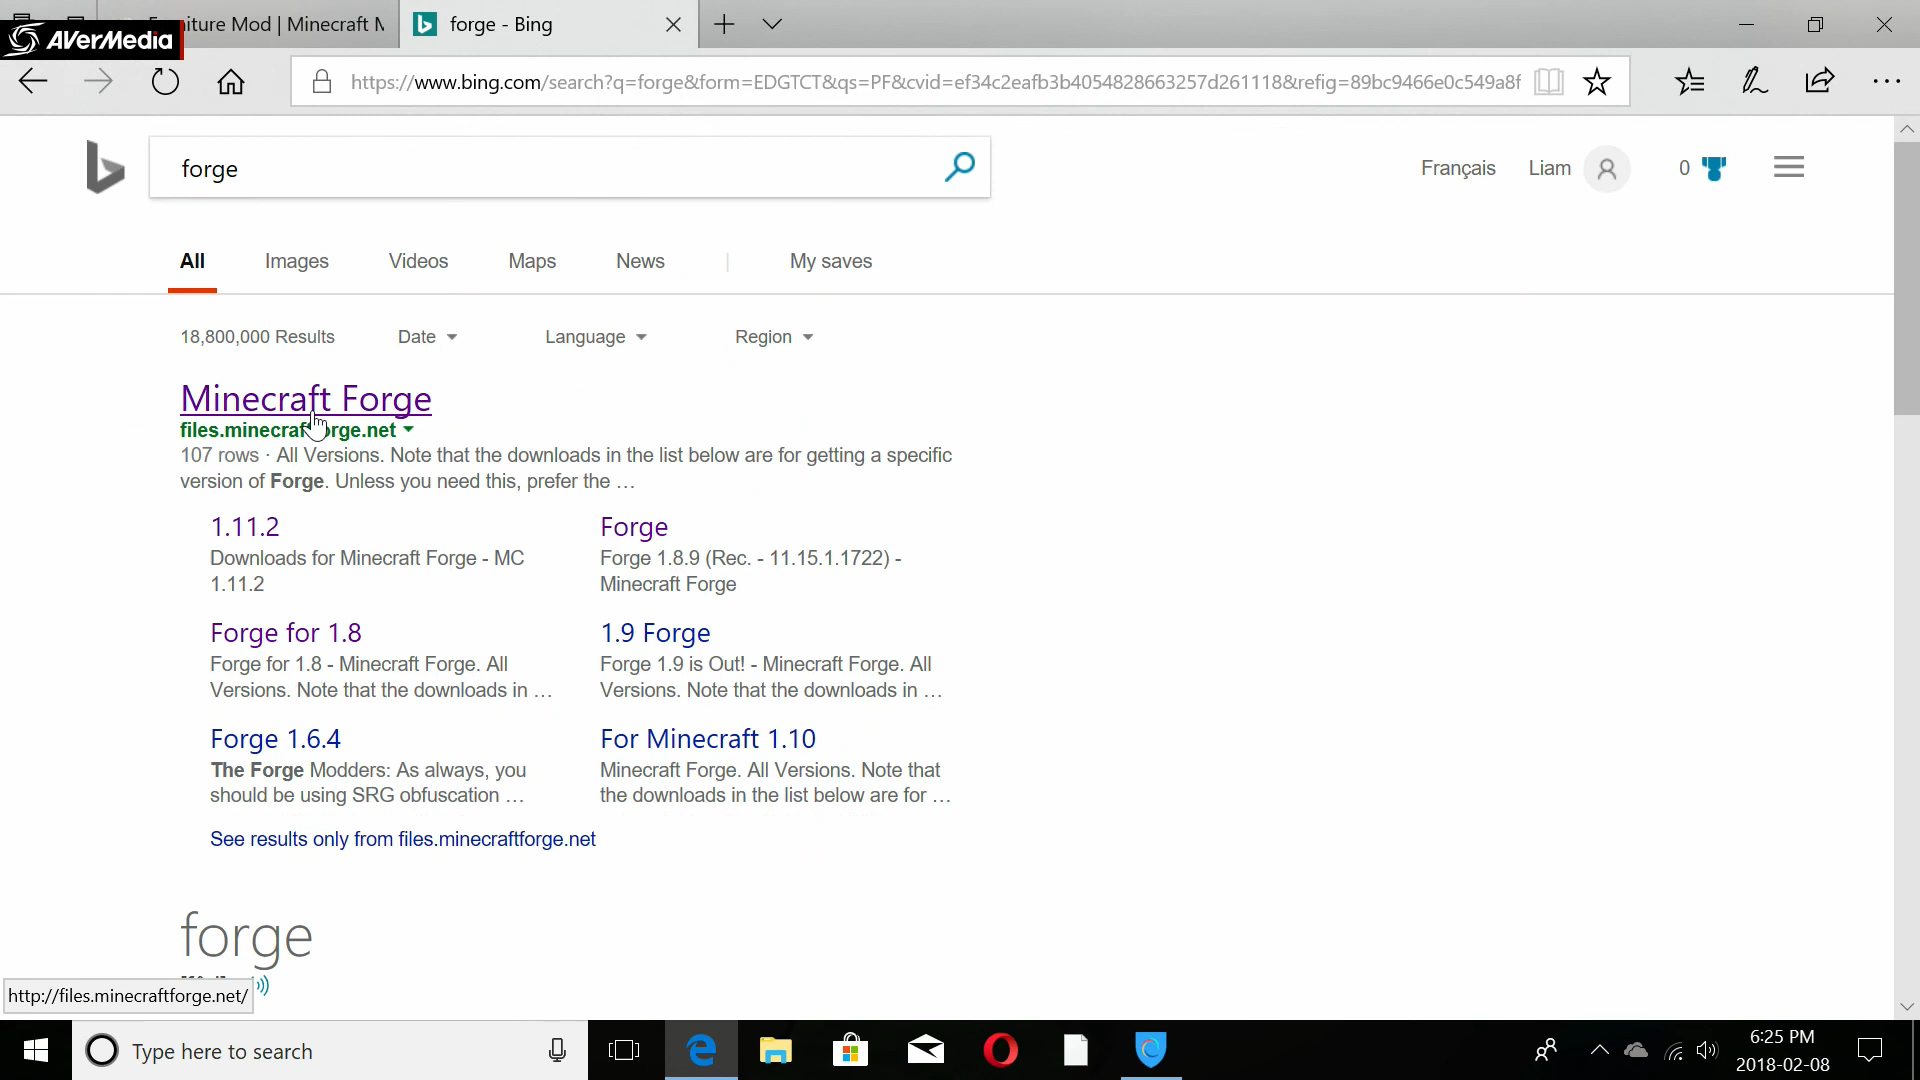 niture Mod | Minecraft M
forge - Bing
AVerMedia
https://www.bing.com/search?q=forge&form=EDGTCT&qs=PF&cvid=ef34c2eafb3b4054828663257d261118&refig=89bc9466e0c549a8f
forge
Français Liam 0
All Images Videos Maps News | My saves
18,800,000 Results Date Language Region
Minecraft Forge
files.minecraftforge.net
107 rows · All Versions. Note that the downloads in the list below are for getting a specific
version of Forge. Unless you need this, prefer the ...
1.11.2
Downloads for Minecraft Forge - MC
1.11.2
Forge
Forge 1.8.9 (Rec. - 11.15.1.1722) -
Minecraft Forge
Forge for 1.8
Forge for 1.8 - Minecraft Forge. All
Versions. Note that the downloads in ...
1.9 Forge
Forge 1.9 is Out! - Minecraft Forge. All
Versions. Note that the downloads in ...
Forge 1.6.4
The Forge Modders: As always, you
should be using SRG obfuscation ...
For Minecraft 1.10
Minecraft Forge. All Versions. Note that
the downloads in the list below are for ...
See results only from files.minecraftforge.net
forge
http://files.minecraftforge.net/
Type here to search
6:25 PM
2018-02-08